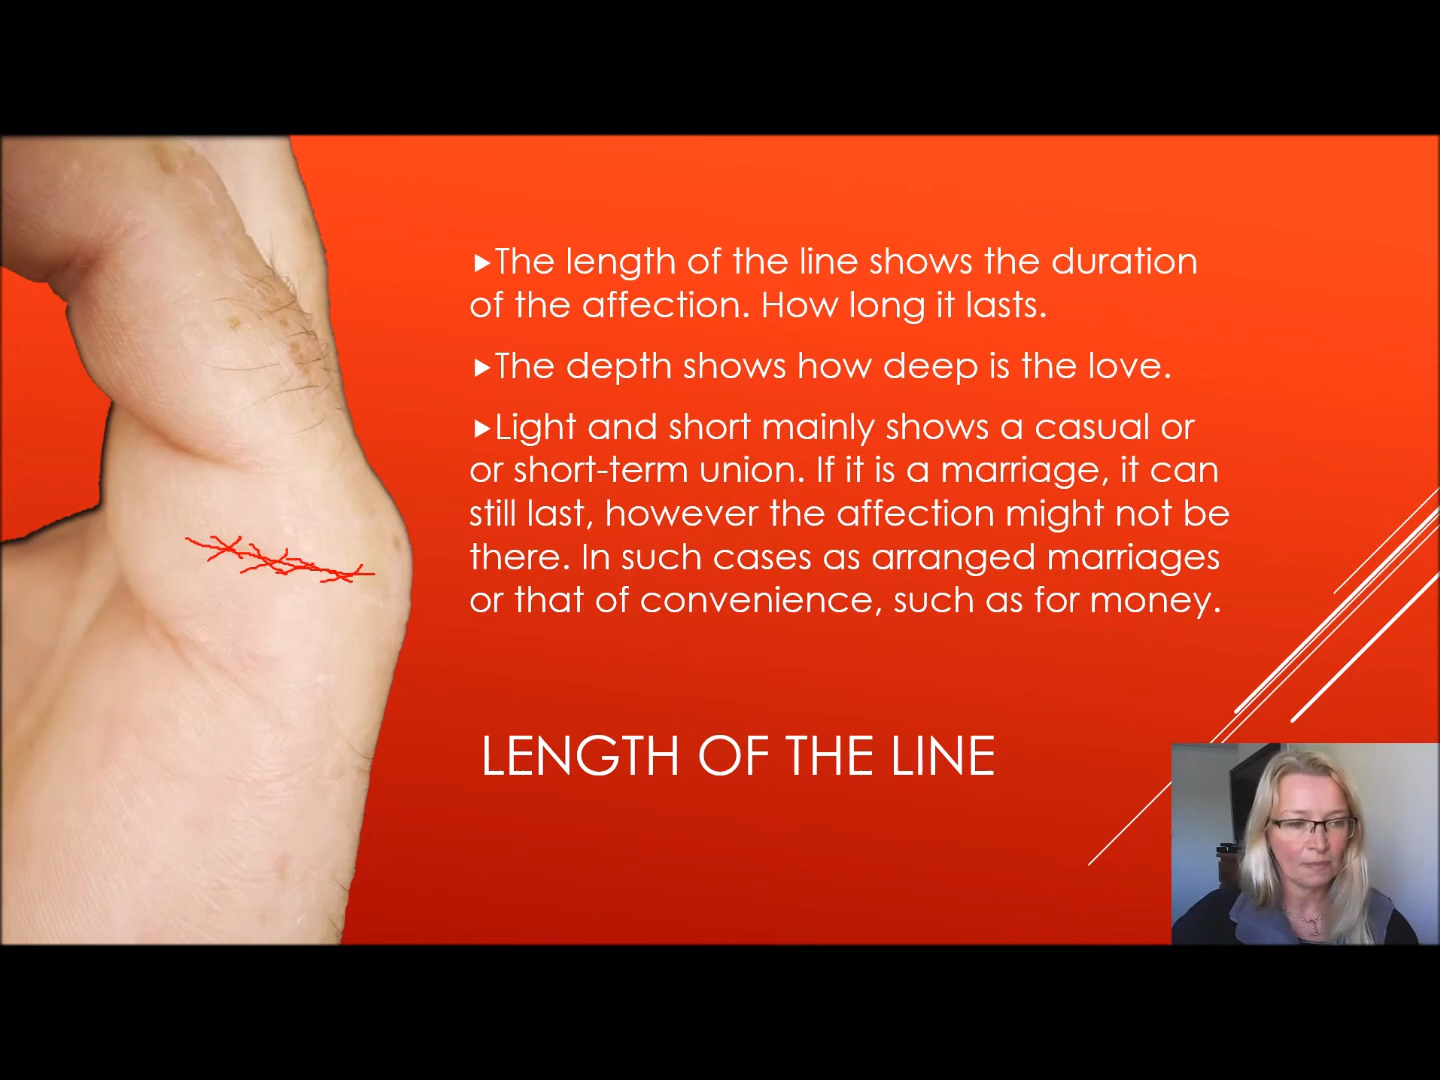 ▶The length of the line shows the duration
of the affection. How long it lasts.
▶The depth shows how deep is the love.
▶Light and short mainly shows a casual or
or short-term union. If it is a marriage, it can
still last, however the affection might not be
there. In such cases as arranged marriages
or that of convenience, such as for money.
LENGTH OF THE LINE